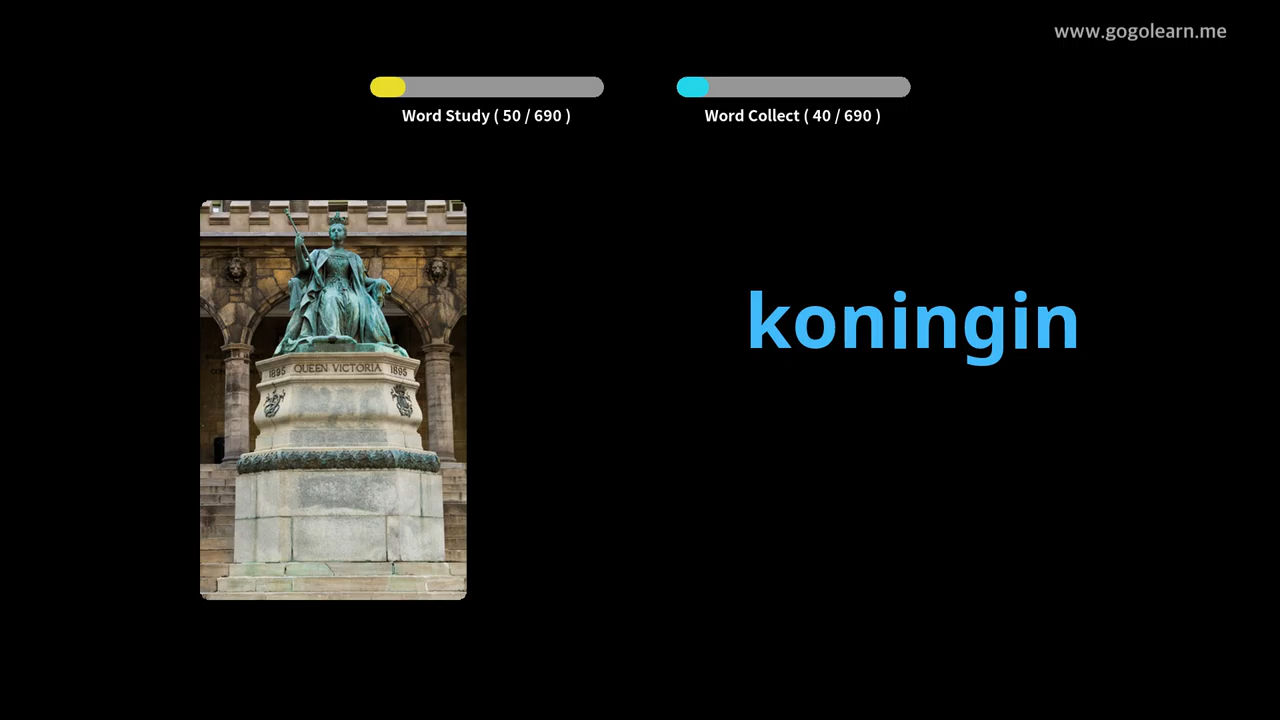 www.gogolearn.me
Word Study ( 50 / 690 )
Word Collect ( 40 / 690 )
1895 QUEEN VICTORIA 1895
koningin